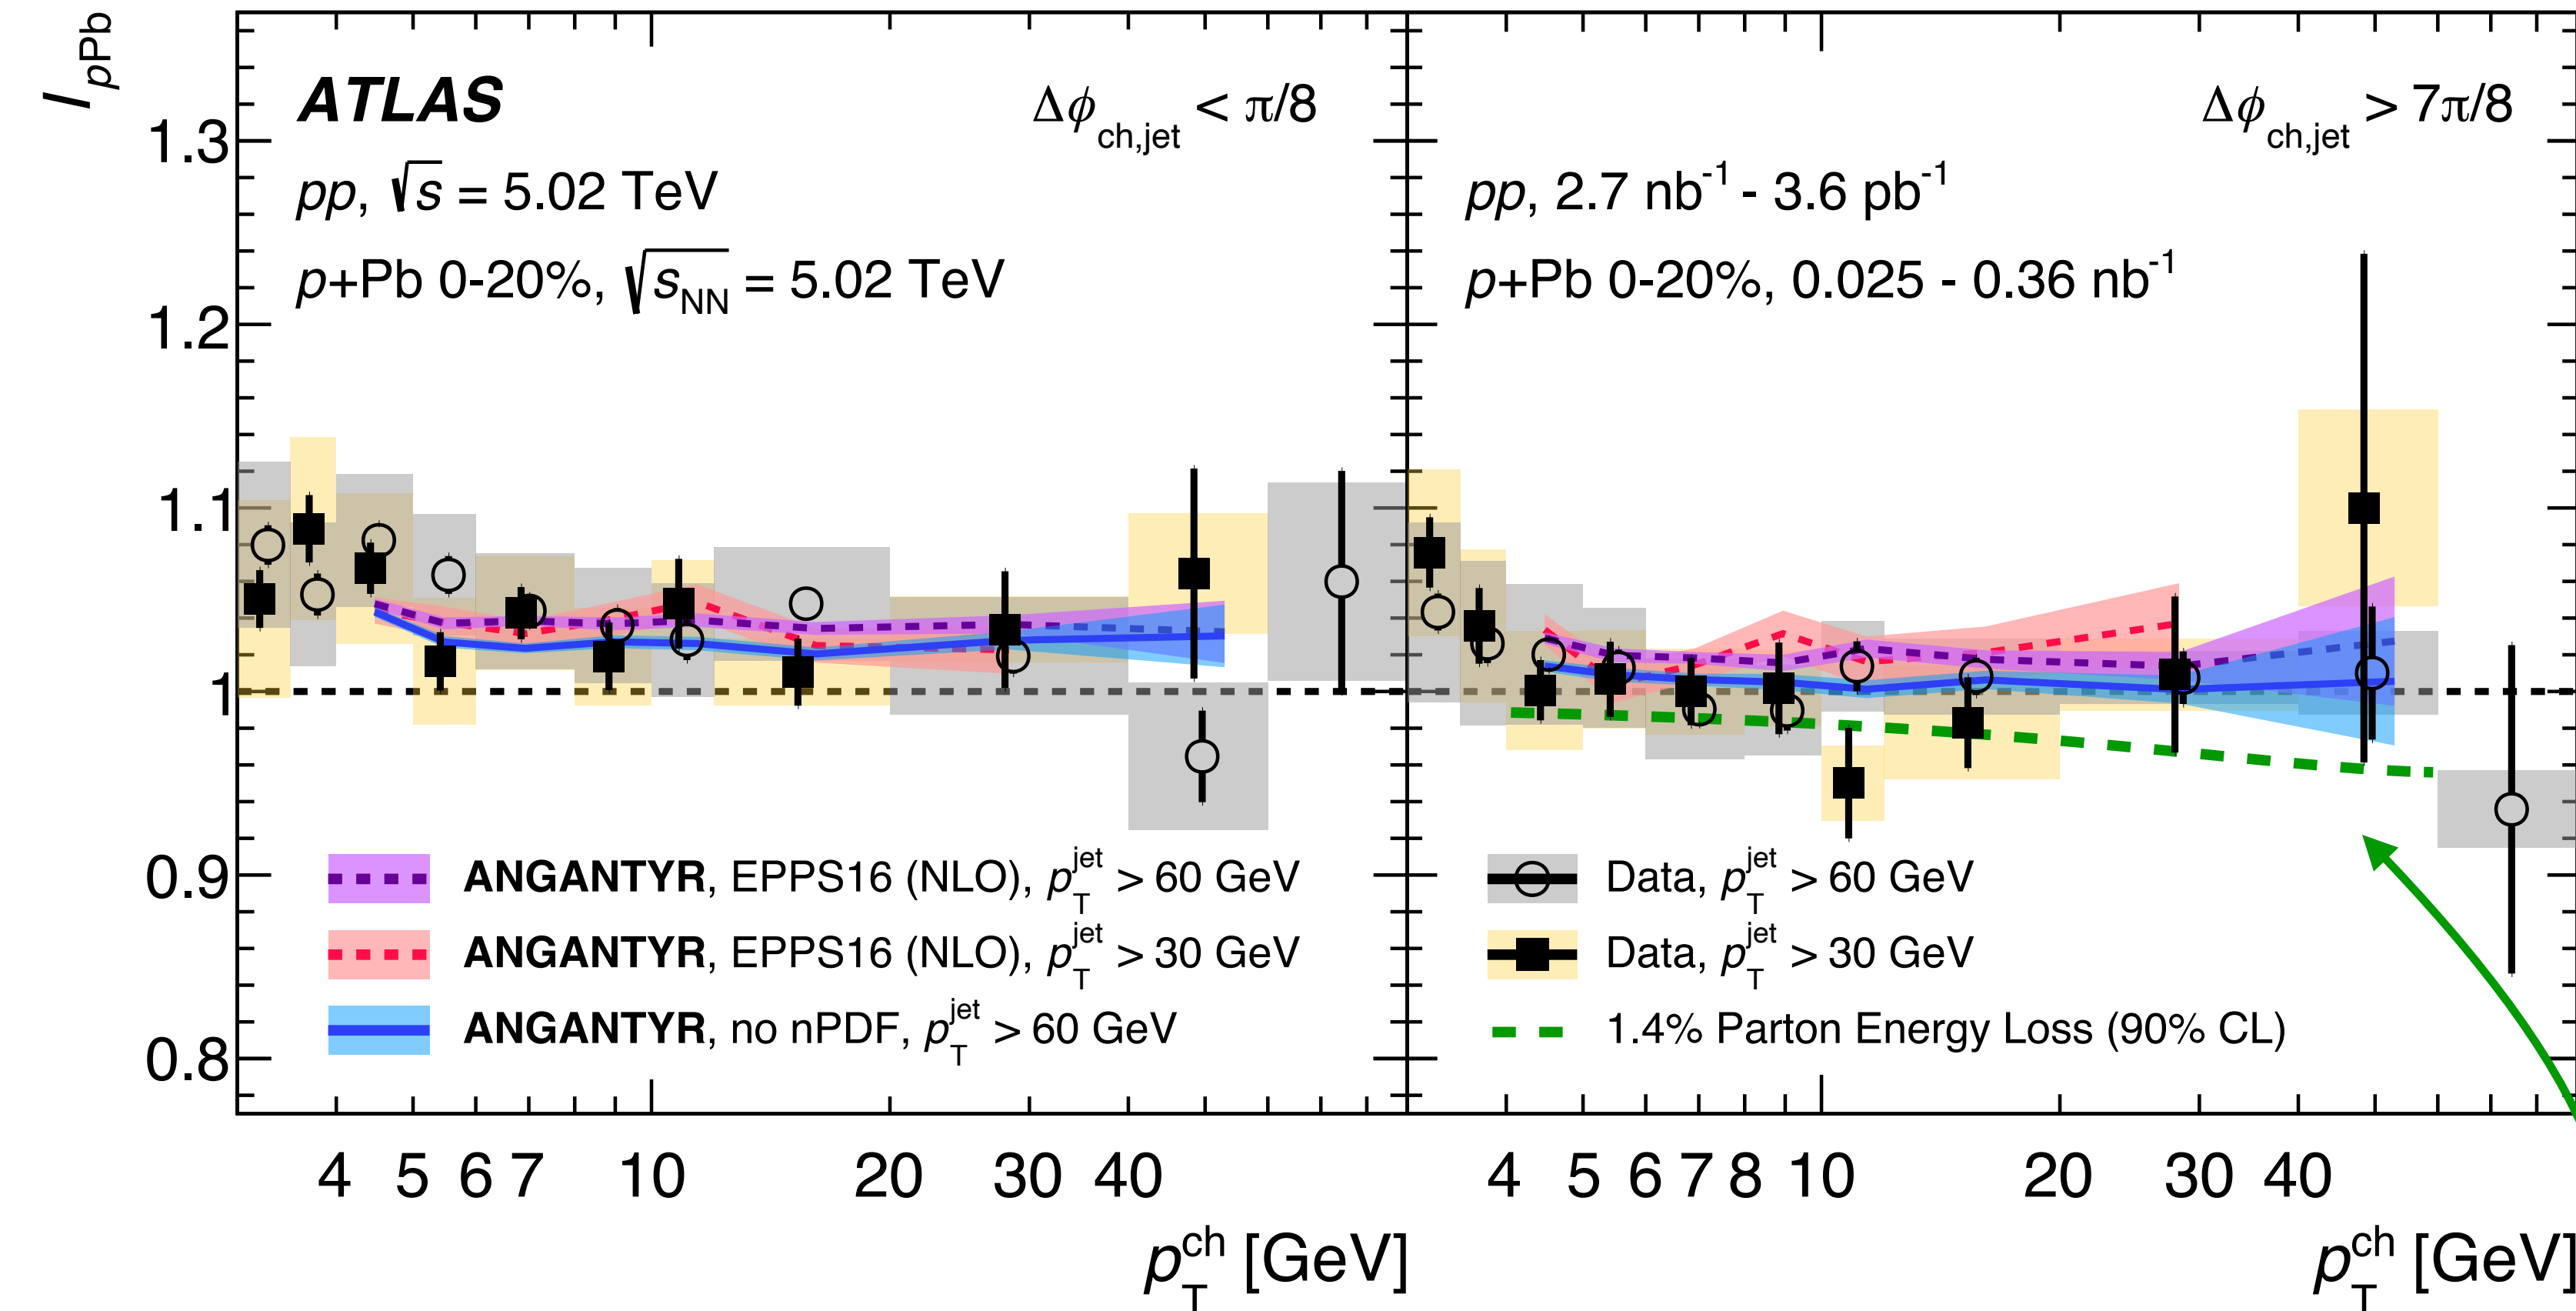 I_pPb
ATLAS
Δϕ_ch,jet < π/8
pp, √s = 5.02 TeV
p+Pb 0-20%, √s_NN = 5.02 TeV
Δϕ_ch,jet > 7π/8
pp, 2.7 nb⁻¹ - 3.6 pb⁻¹
p+Pb 0-20%, 0.025 - 0.36 nb⁻¹
1.3
1.2
1.1
1
0.9
0.8
ANGANTYR, EPPS16 (NLO), p_T^jet > 60 GeV
ANGANTYR, EPPS16 (NLO), p_T^jet > 30 GeV
ANGANTYR, no nPDF, p_T^jet > 60 GeV
Data, p_T^jet > 60 GeV
Data, p_T^jet > 30 GeV
1.4% Parton Energy Loss (90% CL)
4 5 6 7 10 20 30 40
4 5 6 7 8 10 20 30 40
p_T^ch [GeV]
p_T^ch [GeV]